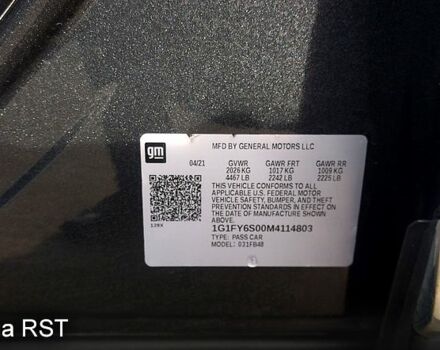 gm
MFD BY GENERAL MOTORS LLC
04/21 GVWR GAWR FRT GAWR RR
2026 KG 1017 KG 1009 KG
4467 LB 2242 LB 2225 LB
THIS VEHICLE CONFORMS TO ALL
APPLICABLE U.S. FEDERAL MOTOR
VEHICLE SAFETY, BUMPER, AND THEFT
PREVENTION STANDARDS IN EFFECT ON
THE DATE OF MANUFACTURE SHOWN
ABOVE.
1G1FY6S00M4114803
TYPE: PASS CAR
MODEL: 031FB48
139X
a RST